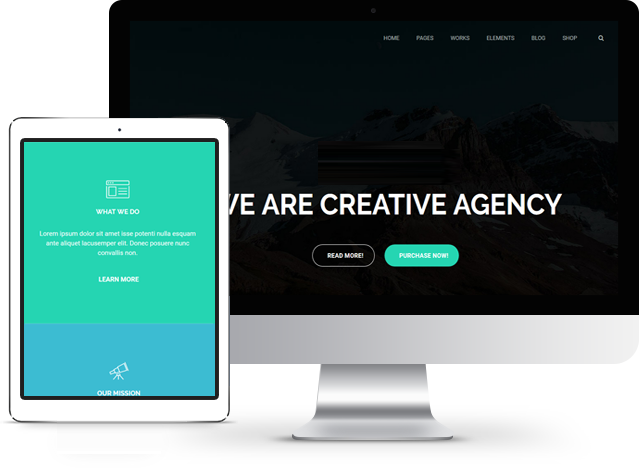 HOME PAGES WORKS ELEMENTS BLOG SHOP
WE ARE CREATIVE AGENCY
READ MORE! PURCHASE NOW!
WHAT WE DO
Lorem ipsum dolor sit amet isse potenti nulla esquam
ante aliquet lacusemper elit. Donec posuere nunc
convallis non.
LEARN MORE
OUR MISSION